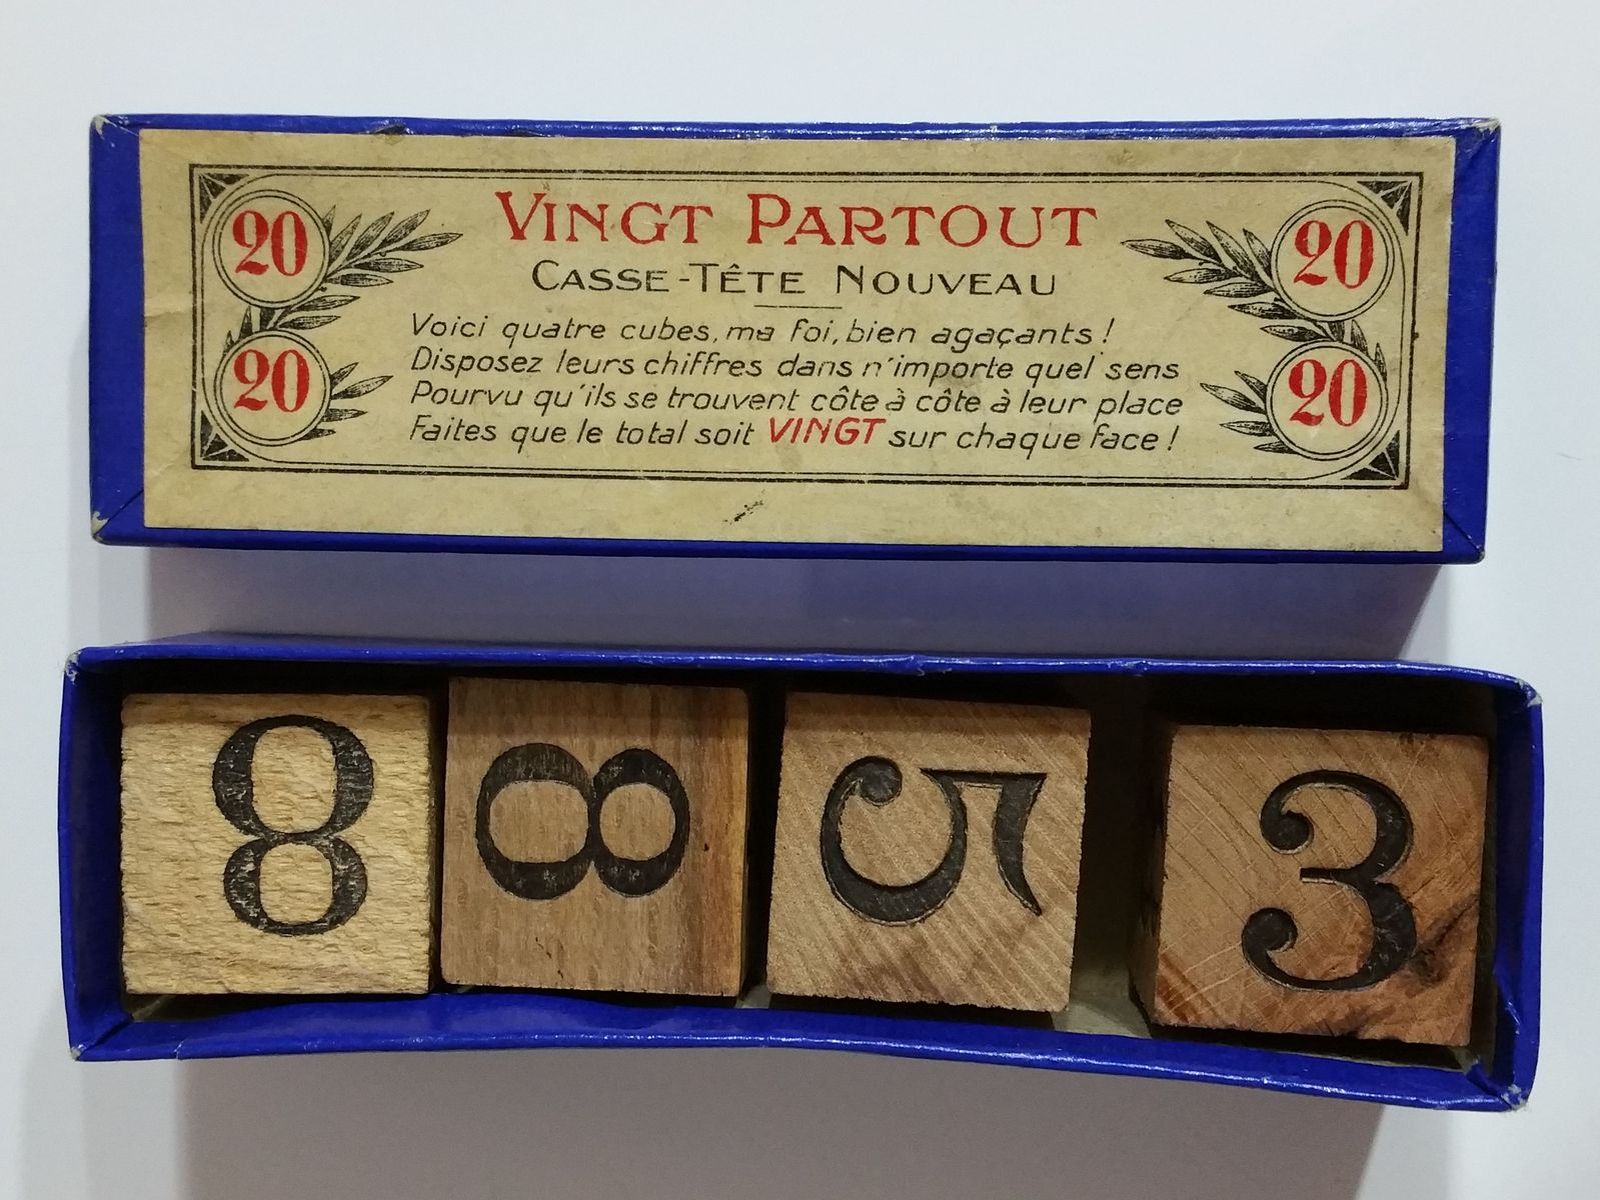 VINGT PARTOUT
CASSE-TÊTE NOUVEAU
Voici quatre cubes, ma foi, bien agaçants !
Disposez leurs chiffres dans n'importe quel sens
Pourvu qu'ils se trouvent côte à côte à leur place
Faites que le total soit VINGT sur chaque face !
20 20
20 20
8 8 5 3